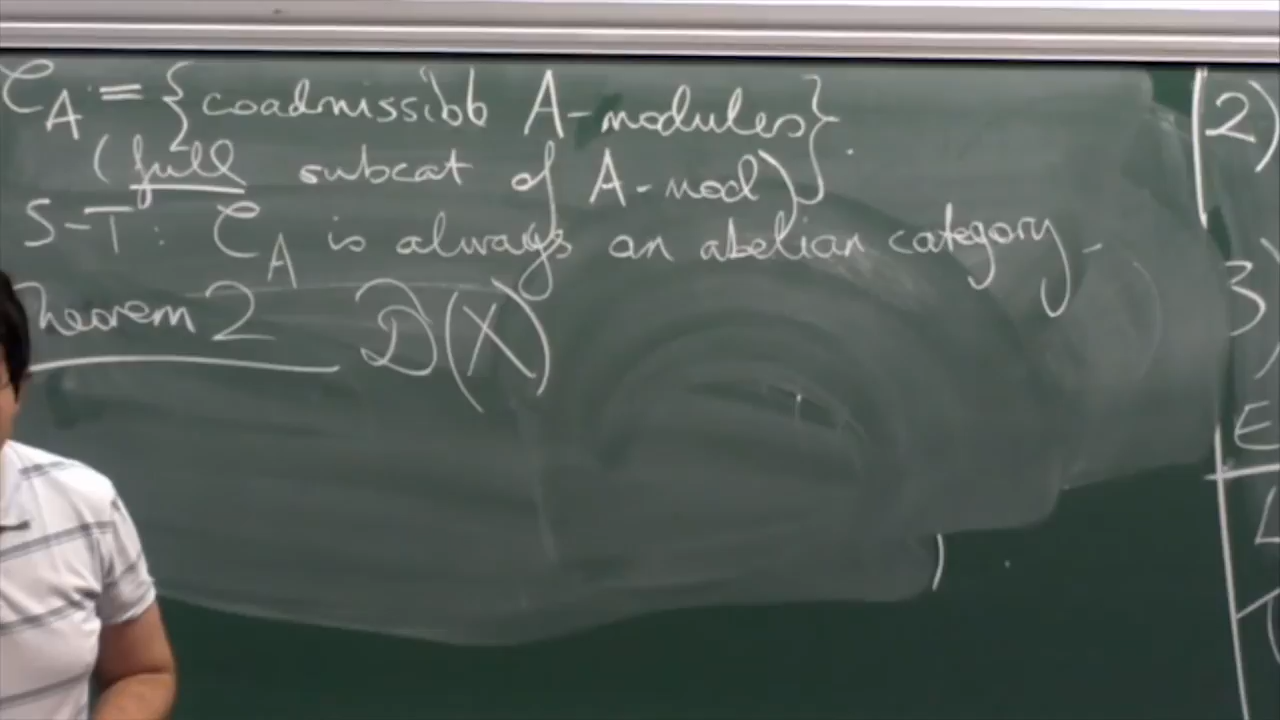 𝒞_A := {coadmissible A-modules}.
(full subcat of A-mod)
S-T: 𝒞_A is always an abelian category.
Theorem 2 𝒟(X)
2)
3)
E